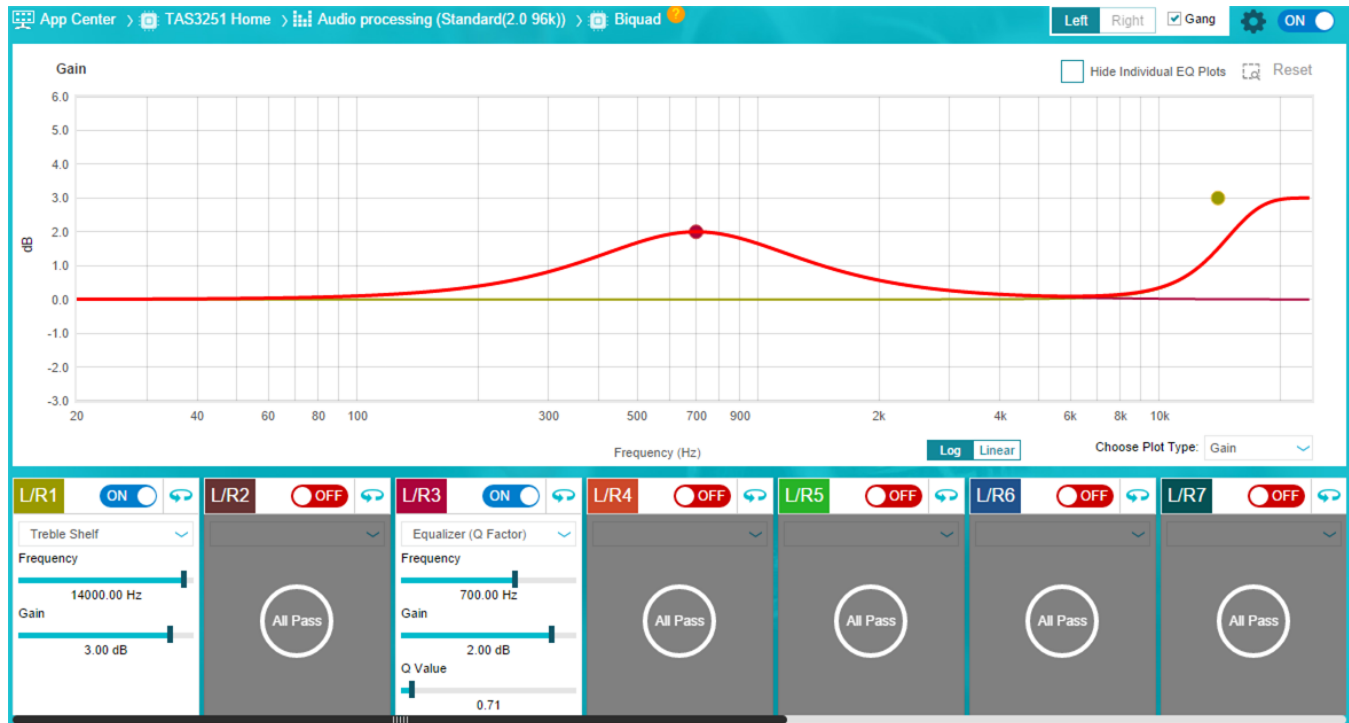 App Center > TAS3251 Home > Audio processing (Standard(2.0 96k)) > Biquad ? Left Right Gang ON
Gain Hide Individual EQ Plots Reset
6.0
5.0
4.0
3.0
2.0
1.0
0.0
-1.0
-2.0
-3.0
dB
20 40 60 80 100 300 500 700 900 2k 4k 6k 8k 10k
Frequency (Hz) Log Linear Choose Plot Type: Gain
L/R1 ON L/R2 OFF L/R3 ON L/R4 OFF L/R5 OFF L/R6 OFF L/R7 OFF
Treble Shelf
Frequency
14000.00 Hz
Gain
3.00 dB
All Pass
Equalizer (Q Factor)
Frequency
700.00 Hz
Gain
2.00 dB
Q Value
0.71
All Pass
All Pass
All Pass
All Pass